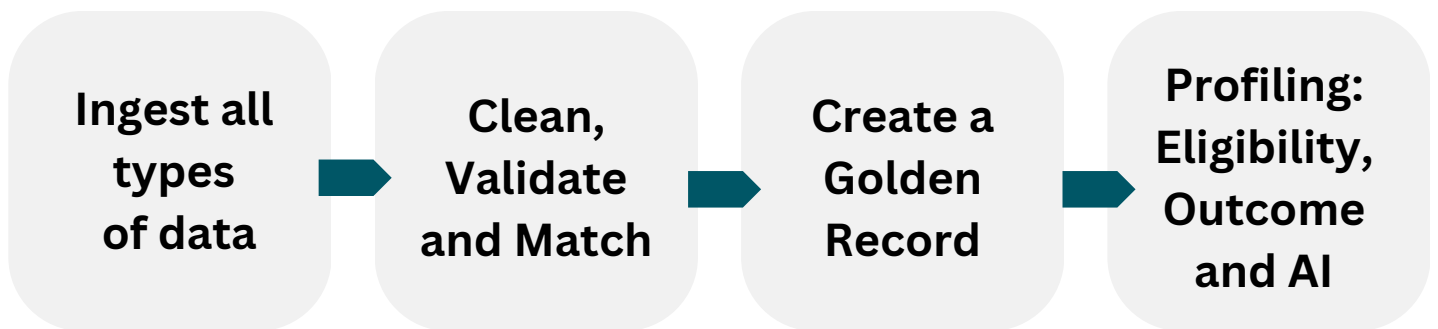 Ingest all
types
of data
Clean,
Validate
and Match
Create a
Golden
Record
Profiling:
Eligibility,
Outcome
and AI